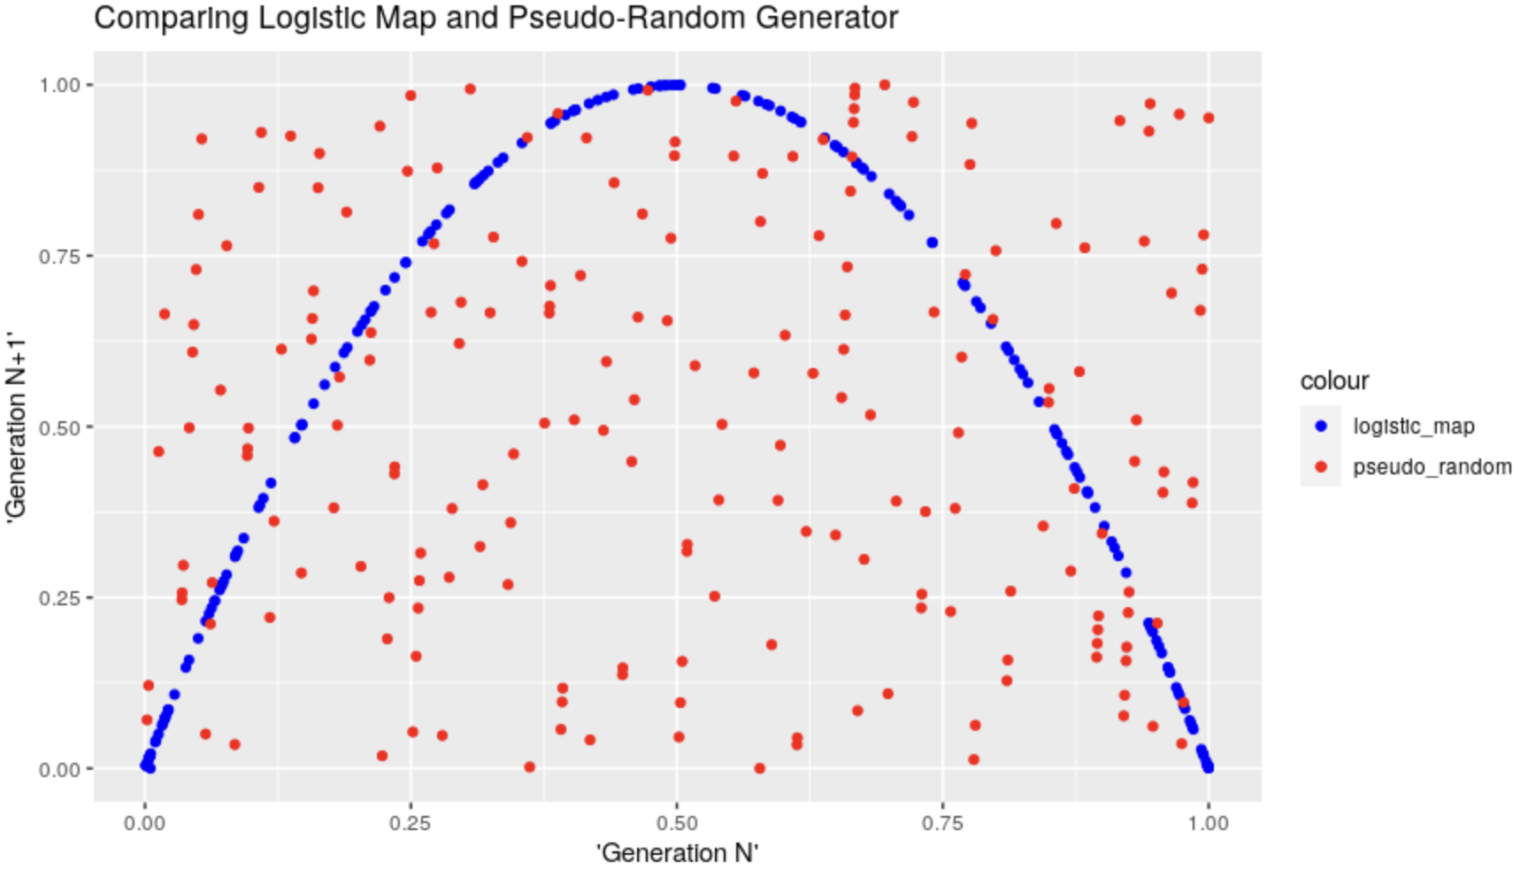 Comparing Logistic Map and Pseudo-Random Generator
1.00
0.75
0.50
0.25
0.00
'Generation N+1'
0.00 0.25 0.50 0.75 1.00
'Generation N'
colour
logistic_map
pseudo_random